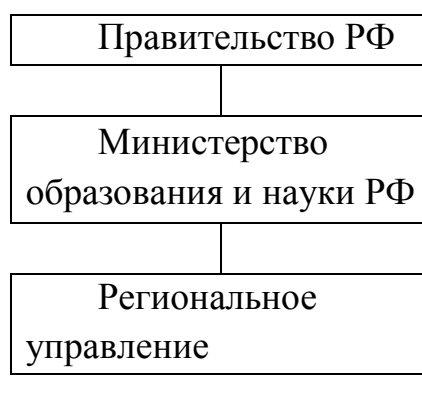 Правительство РФ
Министерство
образования и науки РФ
Региональное
управление